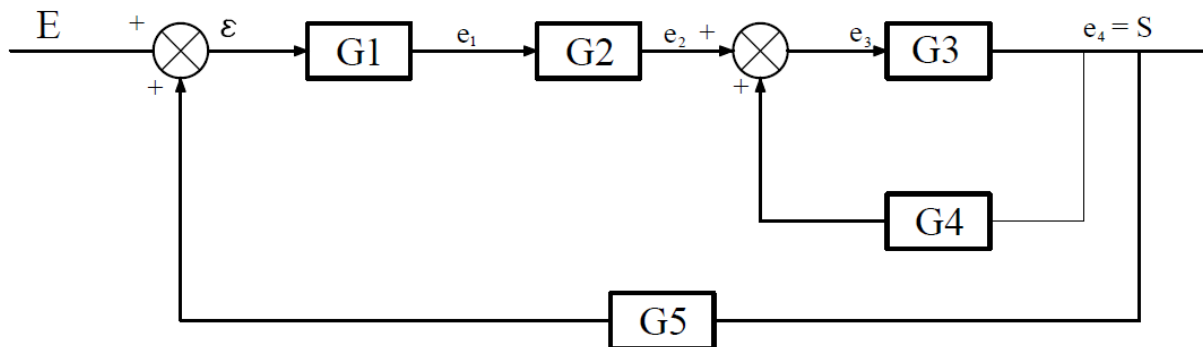 E + ε G1 e₁ G2 e₂ + e₃ G3 e₄ = S
+ +
G4
G5